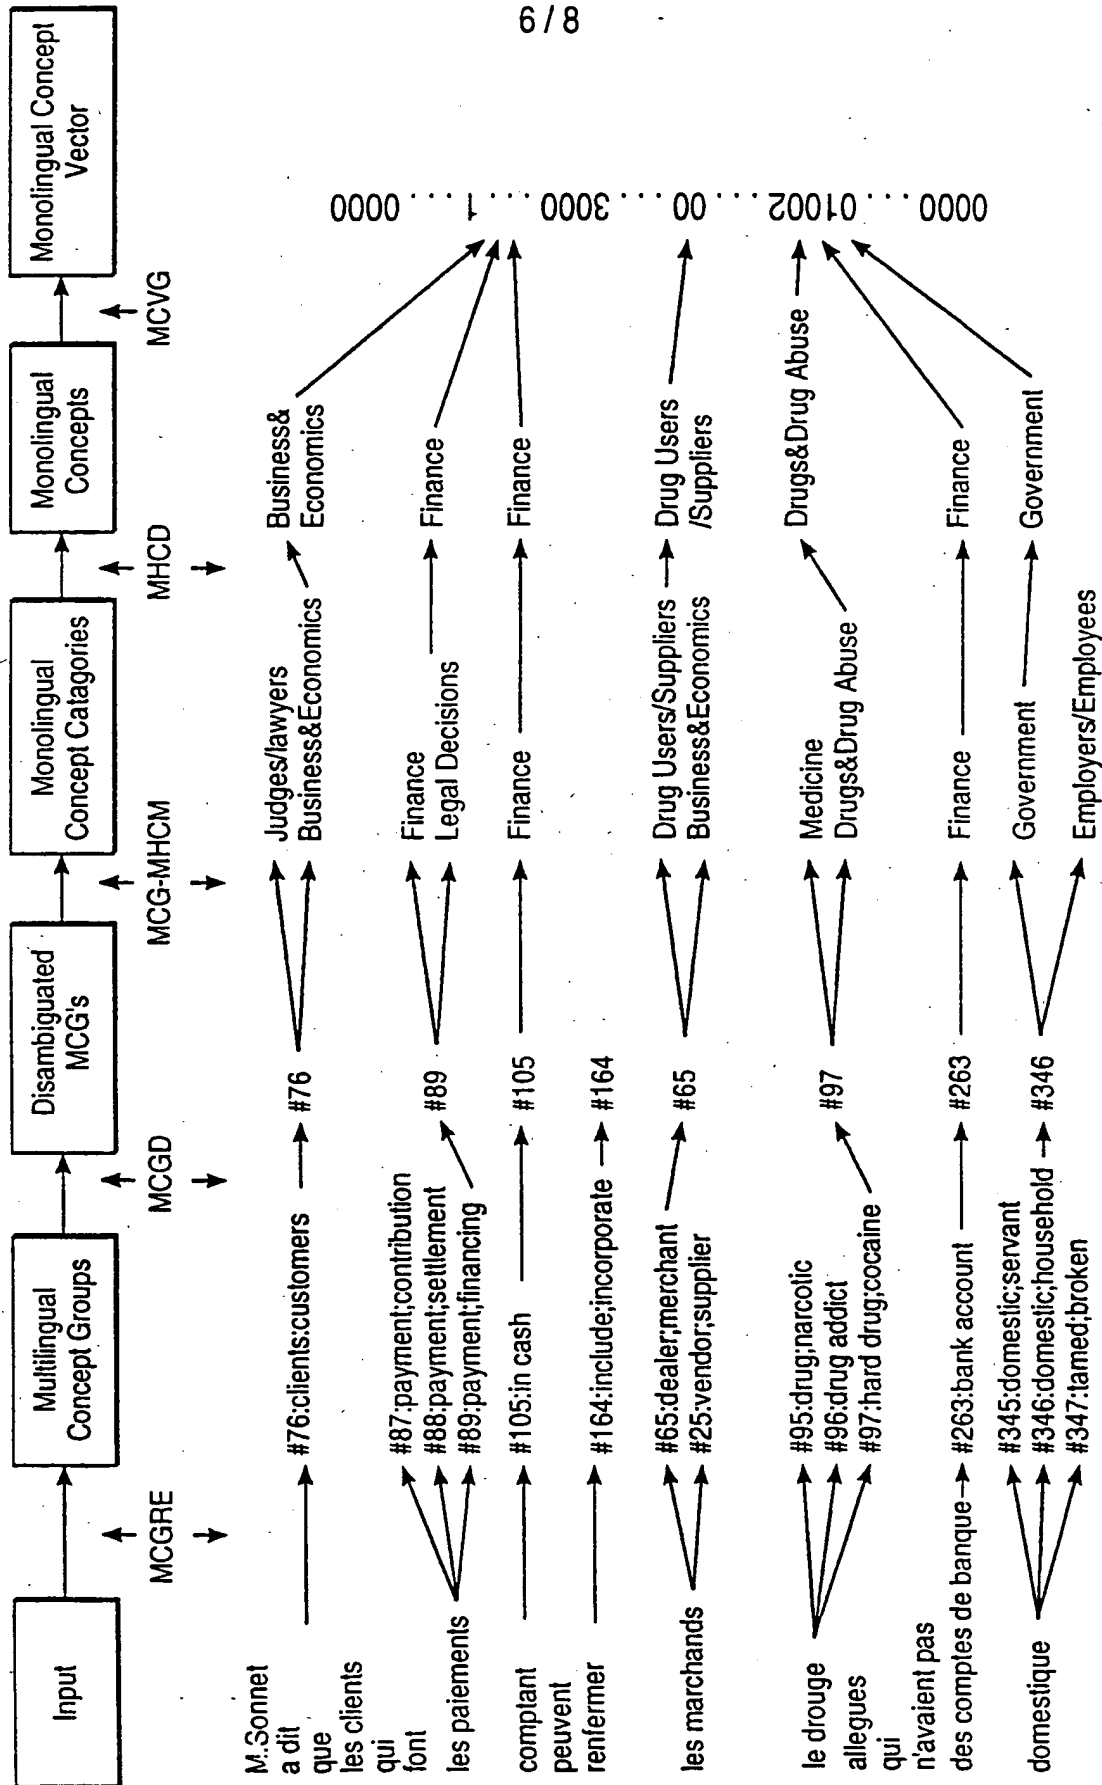 8 / 9
Input
Multilingual
Concept Groups
Disambiguated
MCG's
Monolingual
Concept Catagories
Monolingual
Concepts
Monolingual Concept
Vector
MCGRE
MCGD
MCG-MHCM
MHCD
MCVG
M.Sonnet
a dit
que
les clients
qui
font
#76:clients:customers
#76
Judges/lawyers
Business&Economics
Business&
Economics
les paiements
#87:payment;contribution
#88:payment;settlement
#89:payment;financing
#89
Finance
Legal Decisions
Finance
comptant
peuvent
renfermer
#105:in cash
#105
Finance
Finance
#164:include;incorporate
#164
les marchands
#65:dealer;merchant
#25:vendor;supplier
#65
Drug Users/Suppliers
Business&Economics
Drug Users
/Suppliers
le drouge
allegues
qui
n'avaient pas
des comptes de banque
#95:drug;narcotic
#96:drug addict
#97:hard drug;cocaine
#97
Medicine
Drugs&Drug Abuse
Drugs&Drug Abuse
#263:bank account
#263
Finance
Finance
domestique
#345:domestic;servant
#346:domestic;household
#347:tamed;broken
#346
Government
Employers/Employees
Government
0000 . . . 1 . . . 0003 . . . 00 . . . 20010 . . . 0000